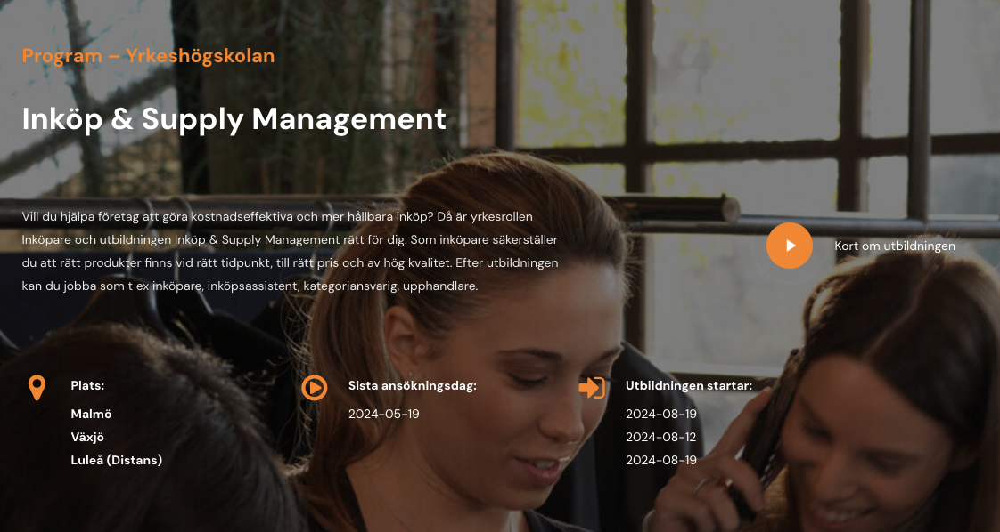 Program – Yrkeshögskolan
Inköp & Supply Management
Vill du hjälpa företag att göra kostnadseffektiva och mer hållbara inköp? Då är yrkesrollen
Inköpare och utbildningen Inköp & Supply Management rätt för dig. Som inköpare säkerställer
du att rätt produkter finns vid rätt tidpunkt, till rätt pris och av hög kvalitet. Efter utbildningen
kan du jobba som t ex inköpare, inköpsassistent, kategoriansvarig, upphandlare.
Kort om utbildningen
Plats:
Malmö
Växjö
Luleå (Distans)
Sista ansökningsdag:
2024-05-19
Utbildningen startar:
2024-08-19
2024-08-12
2024-08-19